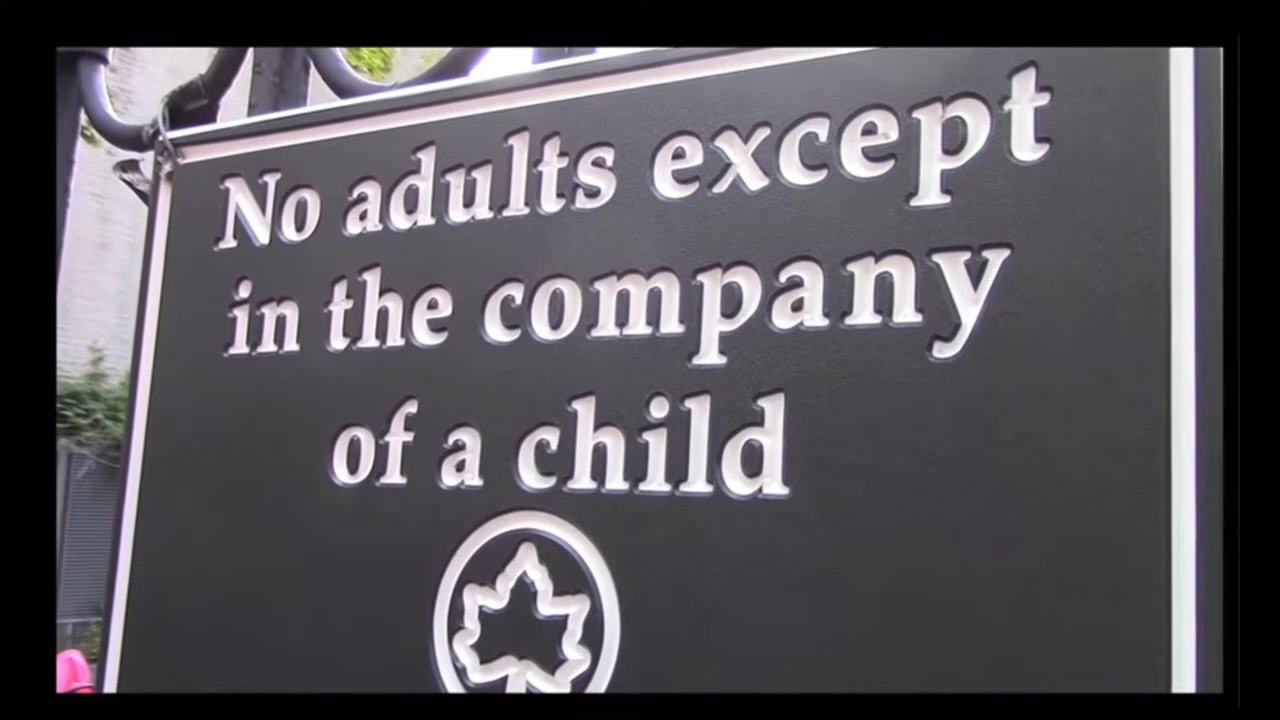 No adults except
in the company
of a child